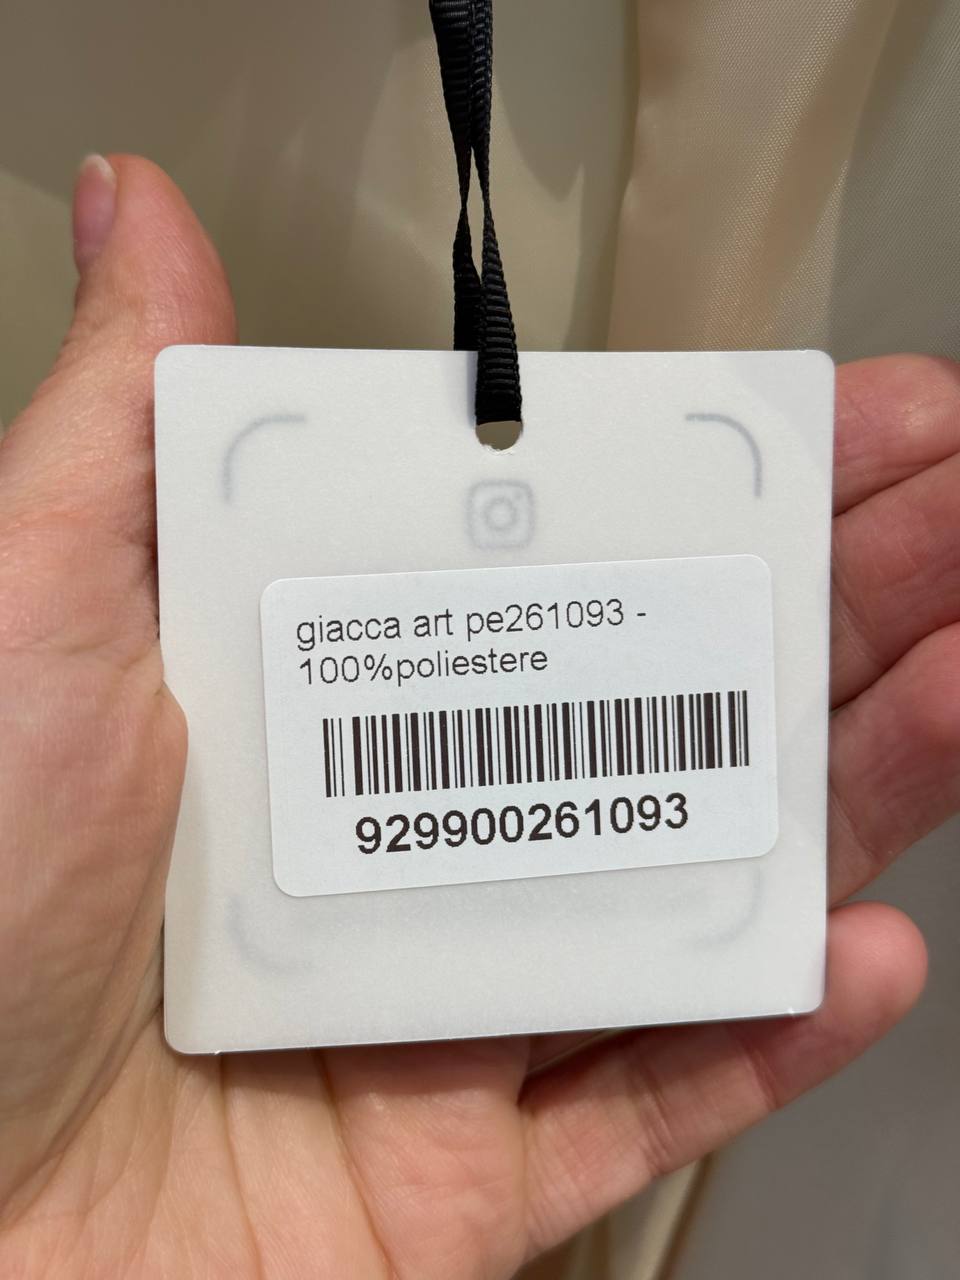 giacca art pe261093 -
100%poliestere
929900261093